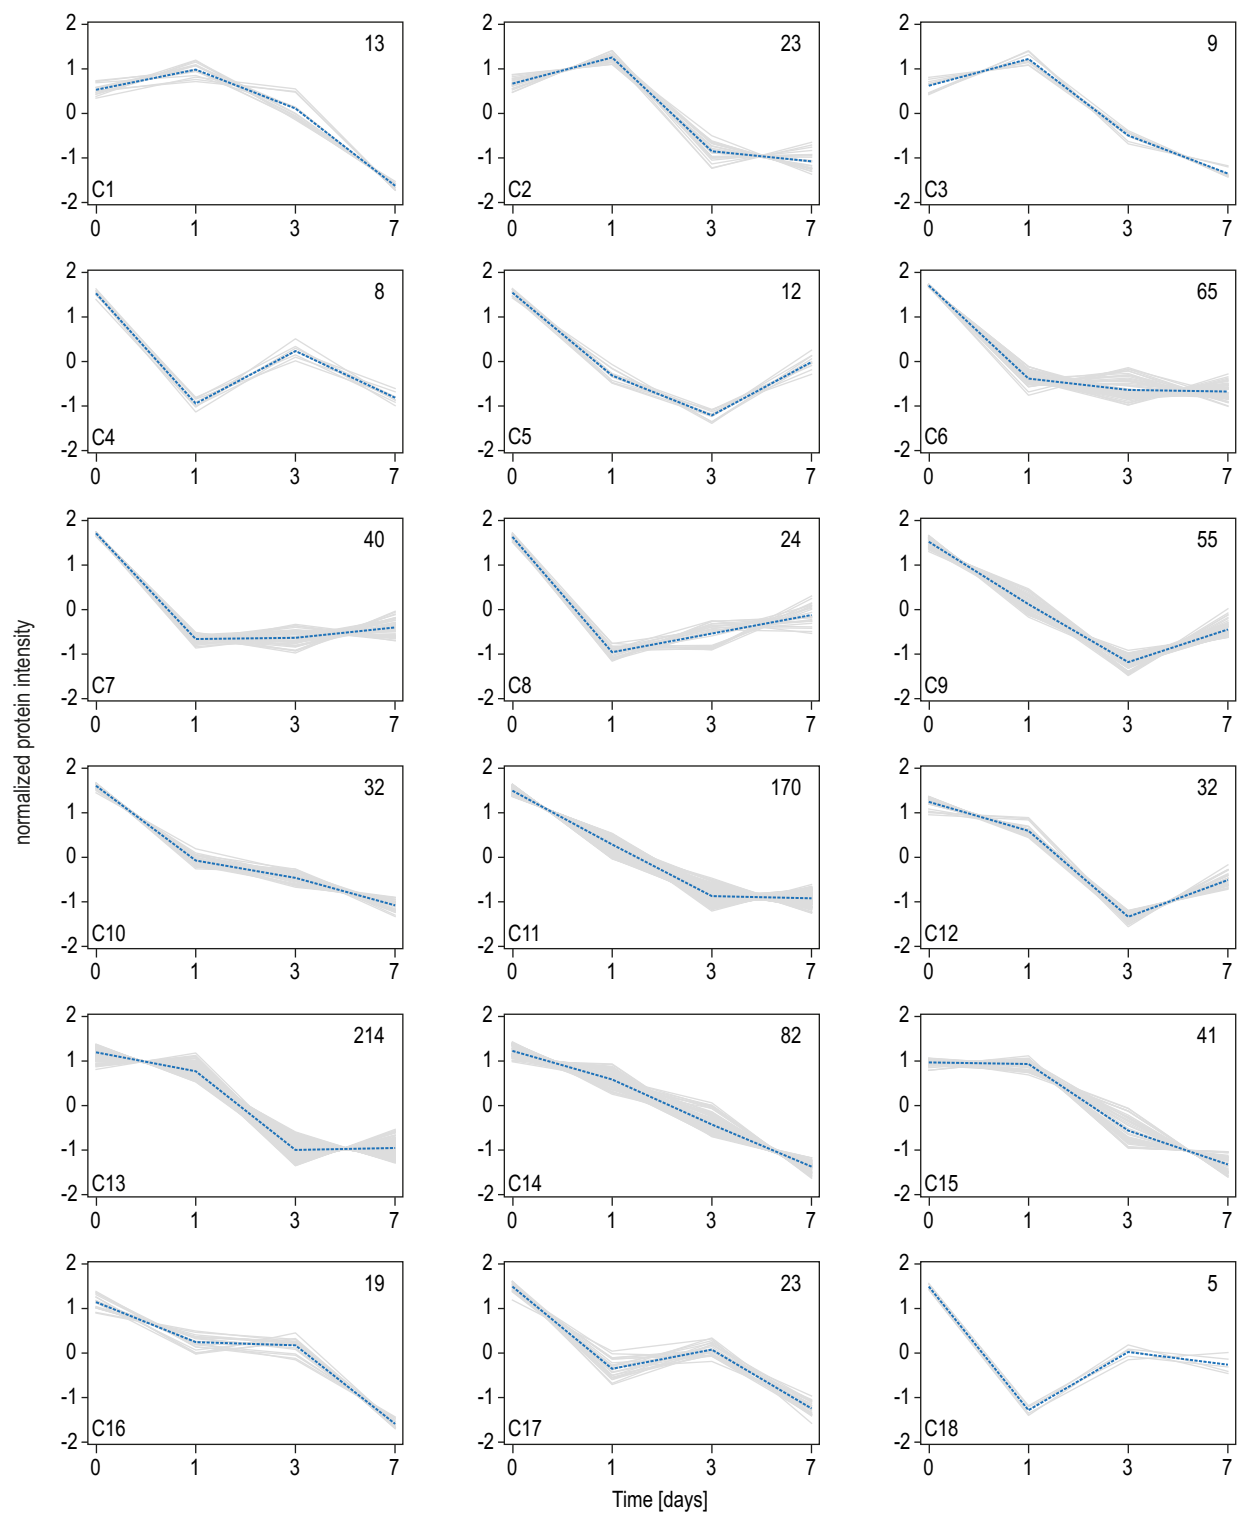 2 2 2
13 23 9
1 1 1
0 0 0
-1 -1 -1
C1 C2 C3
-2 -2 -2
0 1 3 7 0 1 3 7 0 1 3 7
2 2 2
8 12 65
1 1 1
0 0 0
-1 -1 -1
C4 C5 C6
-2 -2 -2
0 1 3 7 0 1 3 7 0 1 3 7
2 2 2
40 24 55
1 1 1
0 0 0
-1 -1 -1
C7 C8 C9
-2 -2 -2
0 1 3 7 0 1 3 7 0 1 3 7
normalized protein intensity
2 2 2
32 170 32
1 1 1
0 0 0
-1 -1 -1
C10 C11 C12
-2 -2 -2
0 1 3 7 0 1 3 7 0 1 3 7
2 2 2
214 82 41
1 1 1
0 0 0
-1 -1 -1
C13 C14 C15
-2 -2 -2
0 1 3 7 0 1 3 7 0 1 3 7
2 2 2
19 23 5
1 1 1
0 0 0
-1 -1 -1
C16 C17 C18
-2 -2 -2
0 1 3 7 0 1 3 7 0 1 3 7
Time [days]